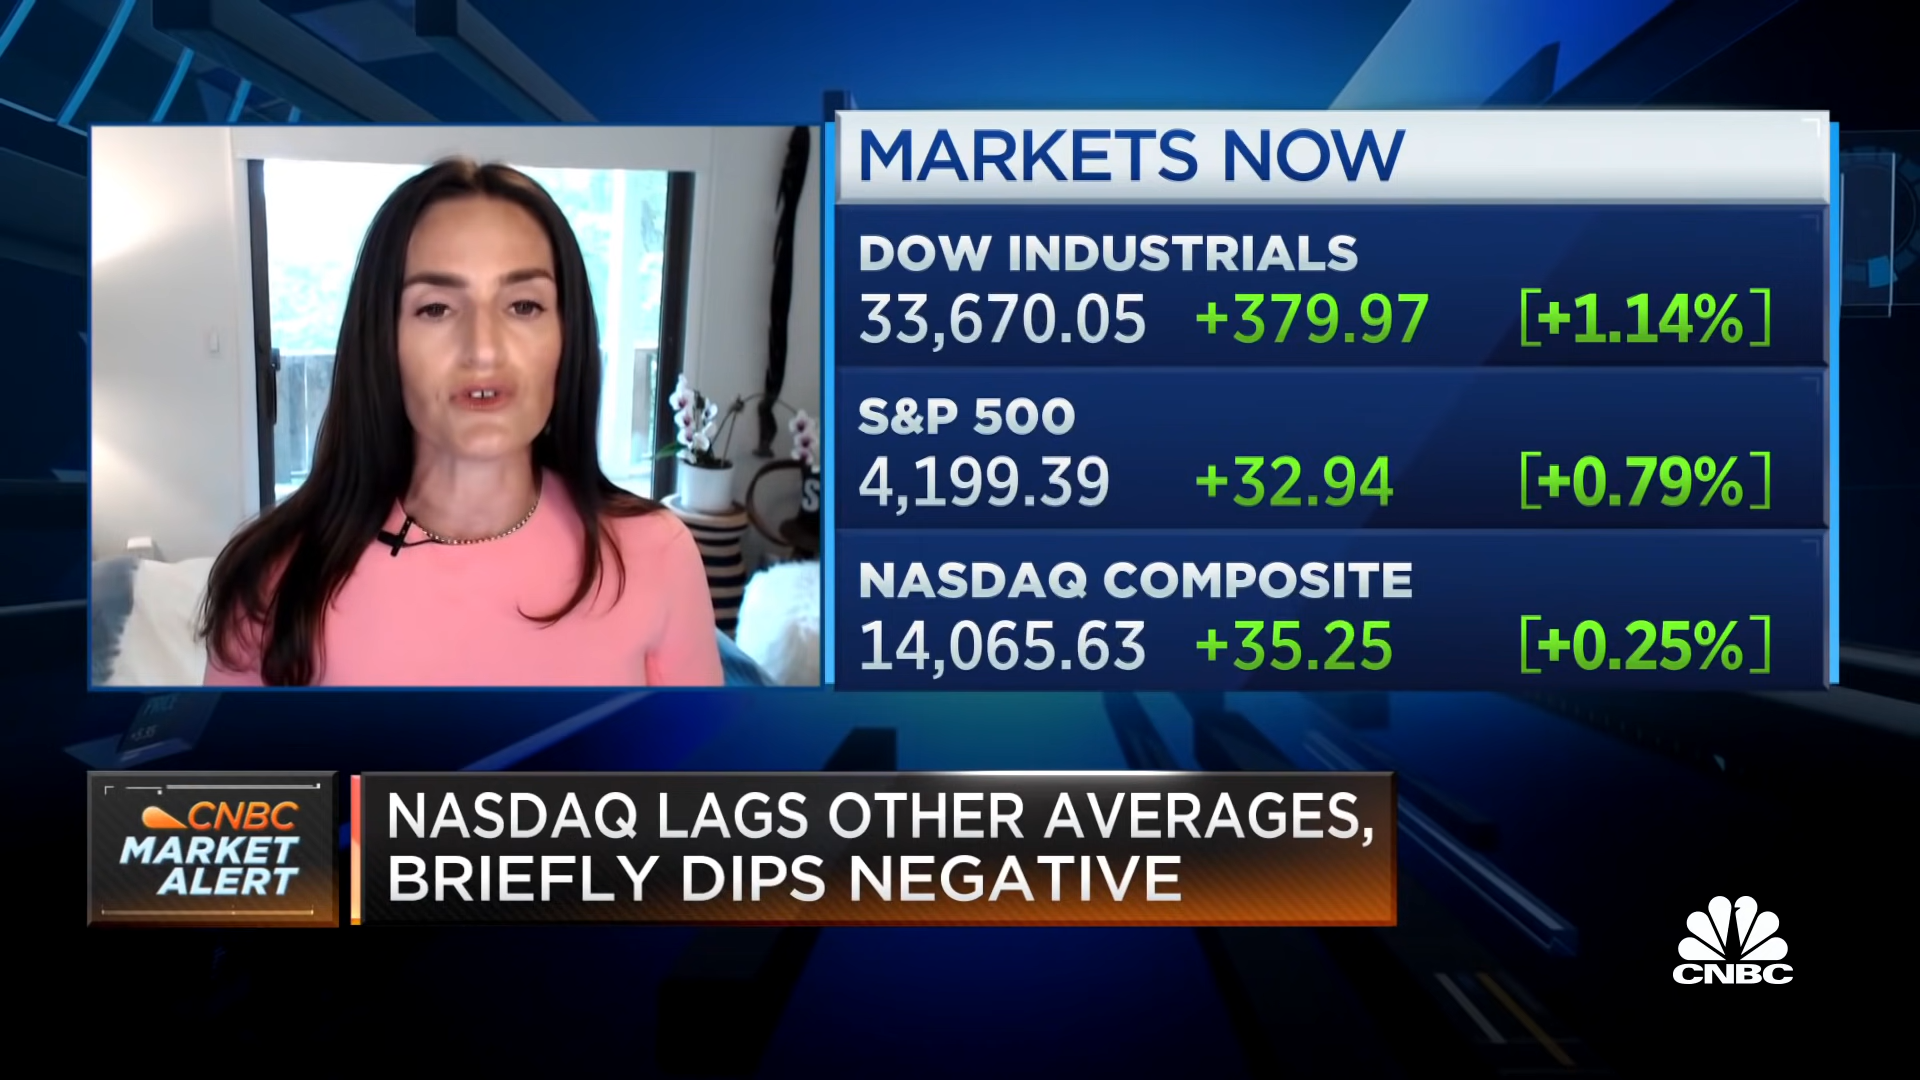 MARKETS NOW
DOW INDUSTRIALS
33,670.05 +379.97 [+1.14%]
S&P 500
4,199.39 +32.94 [+0.79%]
NASDAQ COMPOSITE
14,065.63 +35.25 [+0.25%]
CNBC
MARKET
ALERT
NASDAQ LAGS OTHER AVERAGES,
BRIEFLY DIPS NEGATIVE
CNBC
PRICE
S